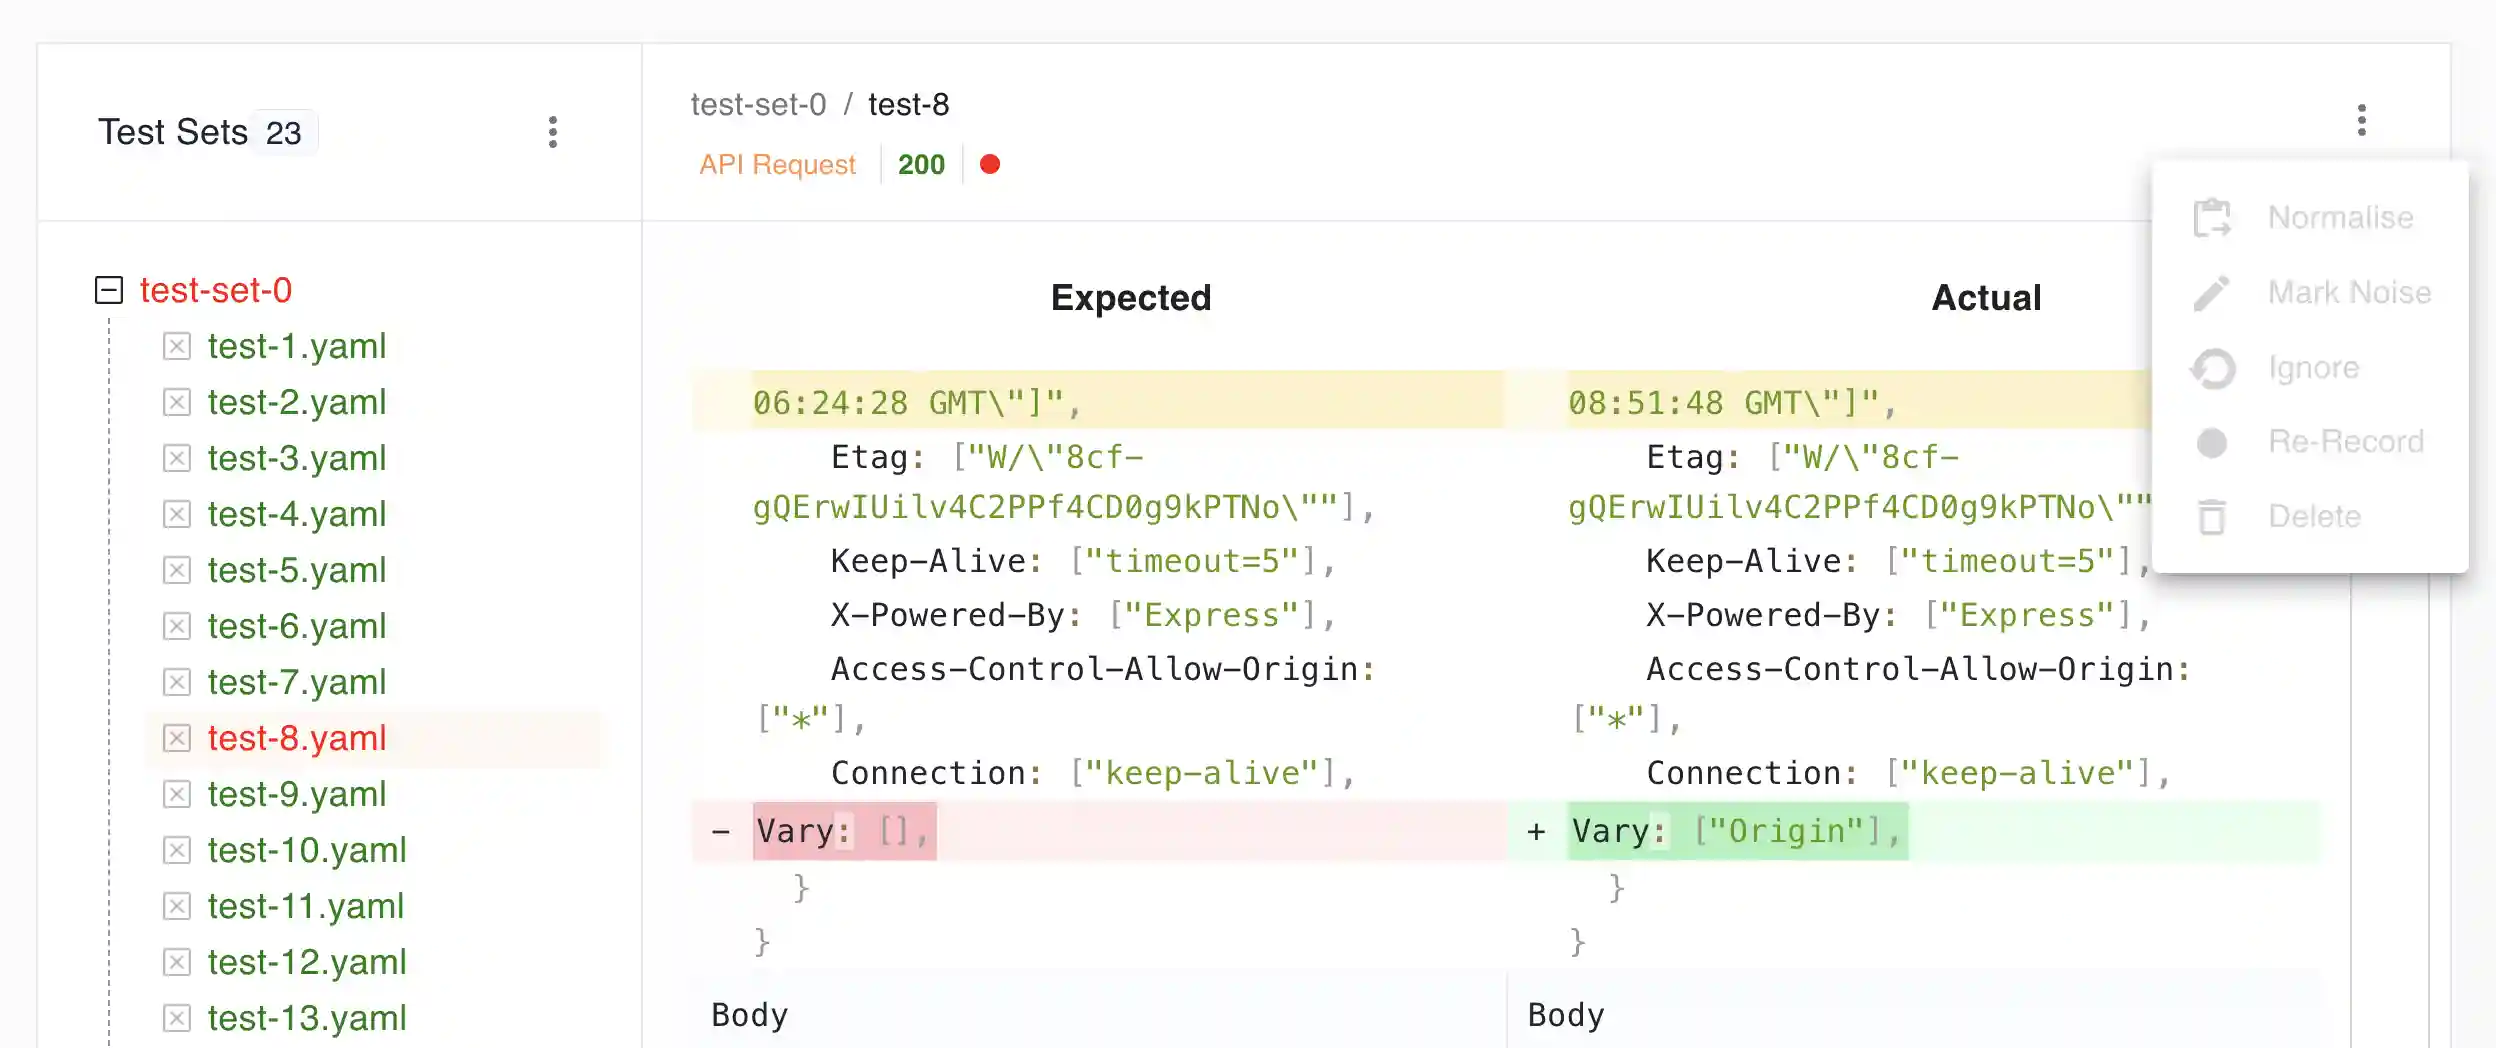 Test Sets 23
test-set-0
test-1.yaml
test-2.yaml
test-3.yaml
test-4.yaml
test-5.yaml
test-6.yaml
test-7.yaml
test-8.yaml
test-9.yaml
test-10.yaml
test-11.yaml
test-12.yaml
test-13.yaml
test-set-0 / test-8
API Request 200
Expected
06:24:28 GMT\"]",
Etag: ["W/\"8cf-
gQErwIUilv4C2PPf4CD0g9kPTNo\""],
Keep-Alive: ["timeout=5"],
X-Powered-By: ["Express"],
Access-Control-Allow-Origin:
["*"],
Connection: ["keep-alive"],
- Vary: [],
}
}
Body
Actual
08:51:48 GMT\"]",
Etag: ["W/\"8cf-
gQErwIUilv4C2PPf4CD0g9kPTNo\""
Keep-Alive: ["timeout=5"],
X-Powered-By: ["Express"],
Access-Control-Allow-Origin:
["*"],
Connection: ["keep-alive"],
+ Vary: ["Origin"],
}
}
Body
Normalise
Mark Noise
Ignore
Re-Record
Delete